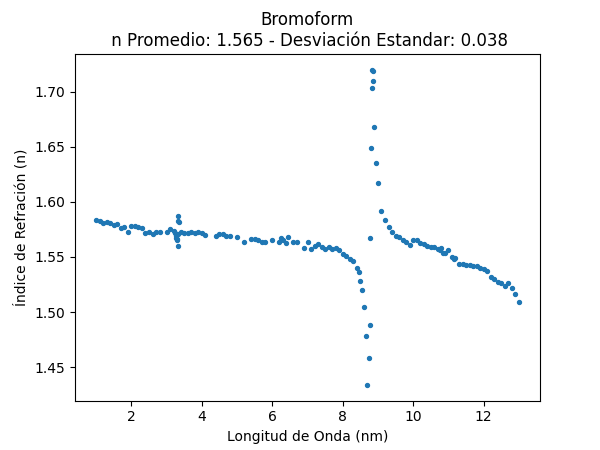 Bromoform
n Promedio: 1.565 - Desviación Estandar: 0.038
Índice de Refración (n)
1.70
1.65
1.60
1.55
1.50
1.45
2 4 6 8 10 12
Longitud de Onda (nm)